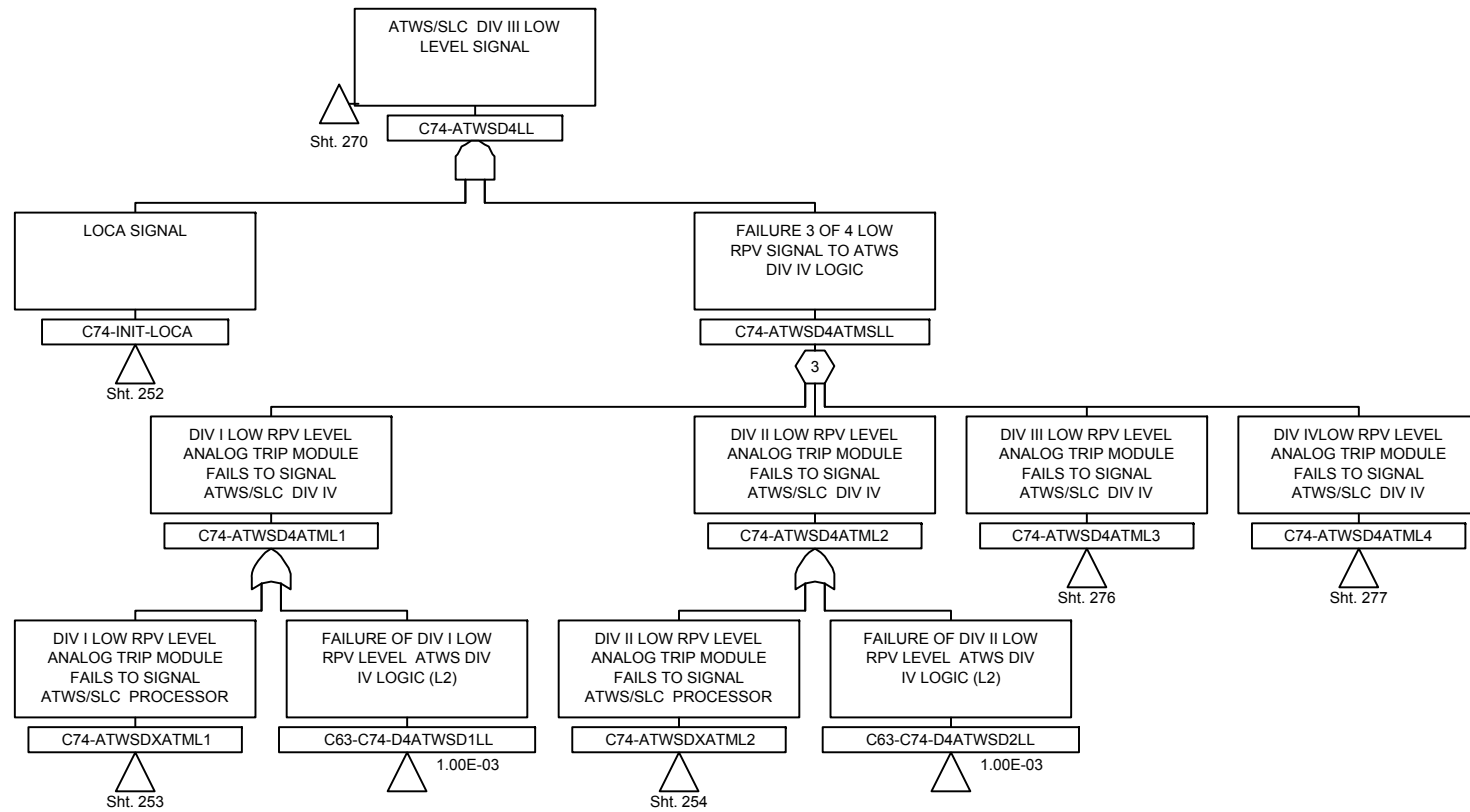 ATWS/SLC DIV III LOW
LEVEL SIGNAL
Sht. 270
C74-ATWSD4LL
LOCA SIGNAL
C74-INIT-LOCA
Sht. 252
FAILURE 3 OF 4 LOW
RPV SIGNAL TO ATWS
DIV IV LOGIC
C74-ATWSD4ATMSLL
3
DIV I LOW RPV LEVEL
ANALOG TRIP MODULE
FAILS TO SIGNAL
ATWS/SLC DIV IV
C74-ATWSD4ATML1
DIV II LOW RPV LEVEL
ANALOG TRIP MODULE
FAILS TO SIGNAL
ATWS/SLC DIV IV
C74-ATWSD4ATML2
DIV III LOW RPV LEVEL
ANALOG TRIP MODULE
FAILS TO SIGNAL
ATWS/SLC DIV IV
C74-ATWSD4ATML3
Sht. 276
DIV IVLOW RPV LEVEL
ANALOG TRIP MODULE
FAILS TO SIGNAL
ATWS/SLC DIV IV
C74-ATWSD4ATML4
Sht. 277
DIV I LOW RPV LEVEL
ANALOG TRIP MODULE
FAILS TO SIGNAL
ATWS/SLC PROCESSOR
C74-ATWSDXATML1
Sht. 253
FAILURE OF DIV I LOW
RPV LEVEL ATWS DIV
IV LOGIC (L2)
C63-C74-D4ATWSD1LL
1.00E-03
DIV II LOW RPV LEVEL
ANALOG TRIP MODULE
FAILS TO SIGNAL
ATWS/SLC PROCESSOR
C74-ATWSDXATML2
Sht. 254
FAILURE OF DIV II LOW
RPV LEVEL ATWS DIV
IV LOGIC (L2)
C63-C74-D4ATWSD2LL
1.00E-03